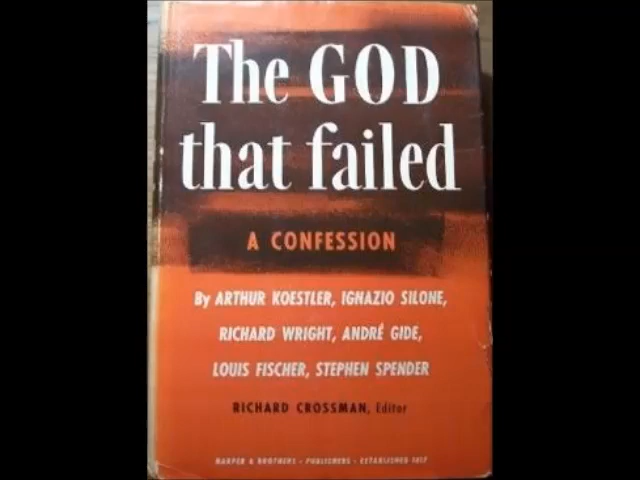 The GOD
that failed
A CONFESSION
By ARTHUR KOESTLER, IGNAZIO SILONE,
RICHARD WRIGHT, ANDRÉ GIDE,
LOUIS FISCHER, STEPHEN SPENDER
RICHARD CROSSMAN, Editor
HARPER & BROTHERS · PUBLISHERS · ESTABLISHED 1817